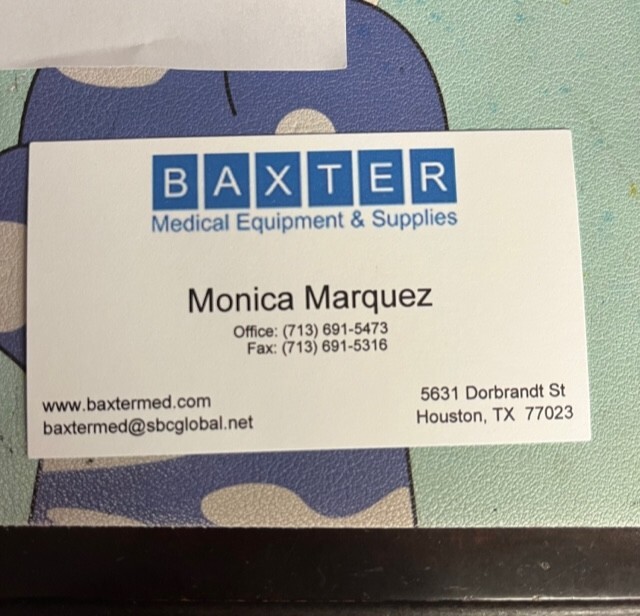 BAXTER
Medical Equipment & Supplies
Monica Marquez
Office: (713) 691-5473
Fax: (713) 691-5316
www.baxtermed.com
baxtermed@sbcglobal.net
5631 Dorbrandt St
Houston, TX 77023